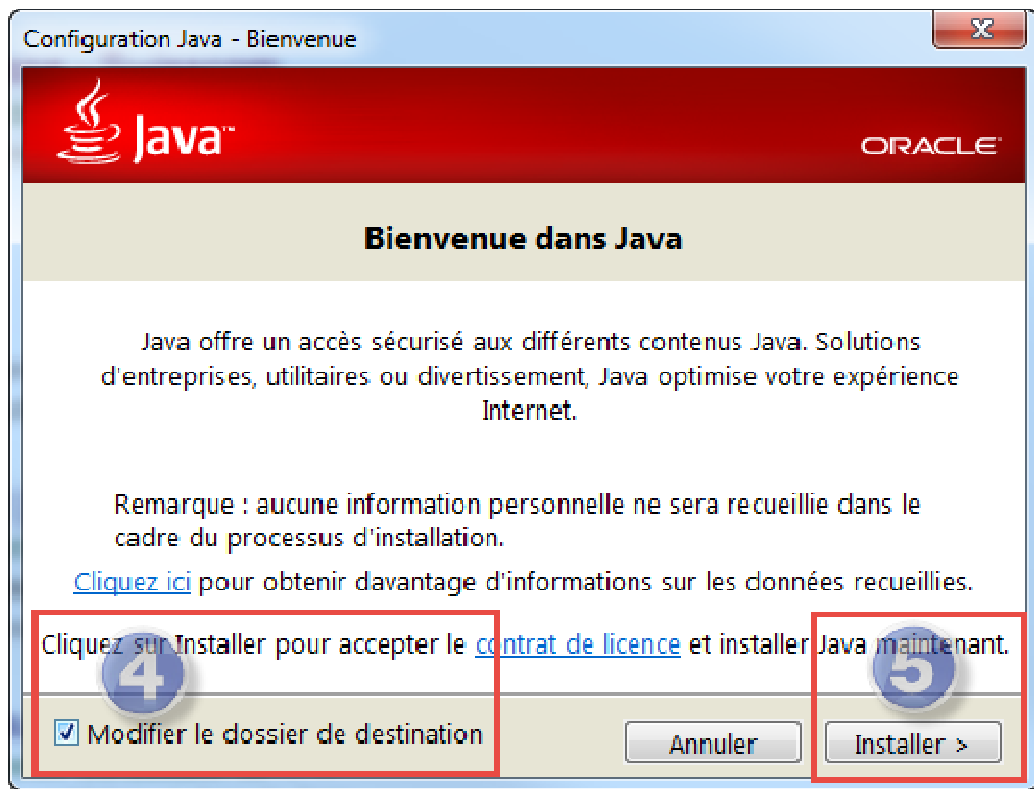 Configuration Java - Bienvenue
Java™
ORACLE
Bienvenue dans Java
Java offre un accès sécurisé aux différents contenus Java. Solutions
d'entreprises, utilitaires ou divertissement, Java optimise votre expérience
Internet.
Remarque : aucune information personnelle ne sera recueillie dans le
cadre du processus d'installation.
Cliquez ici pour obtenir davantage d'informations sur les données recueillies.
Cliquez sur Installer pour accepter le contrat de licence et installer Java maintenant.
4
5
Modifier le dossier de destination
Annuler
Installer >